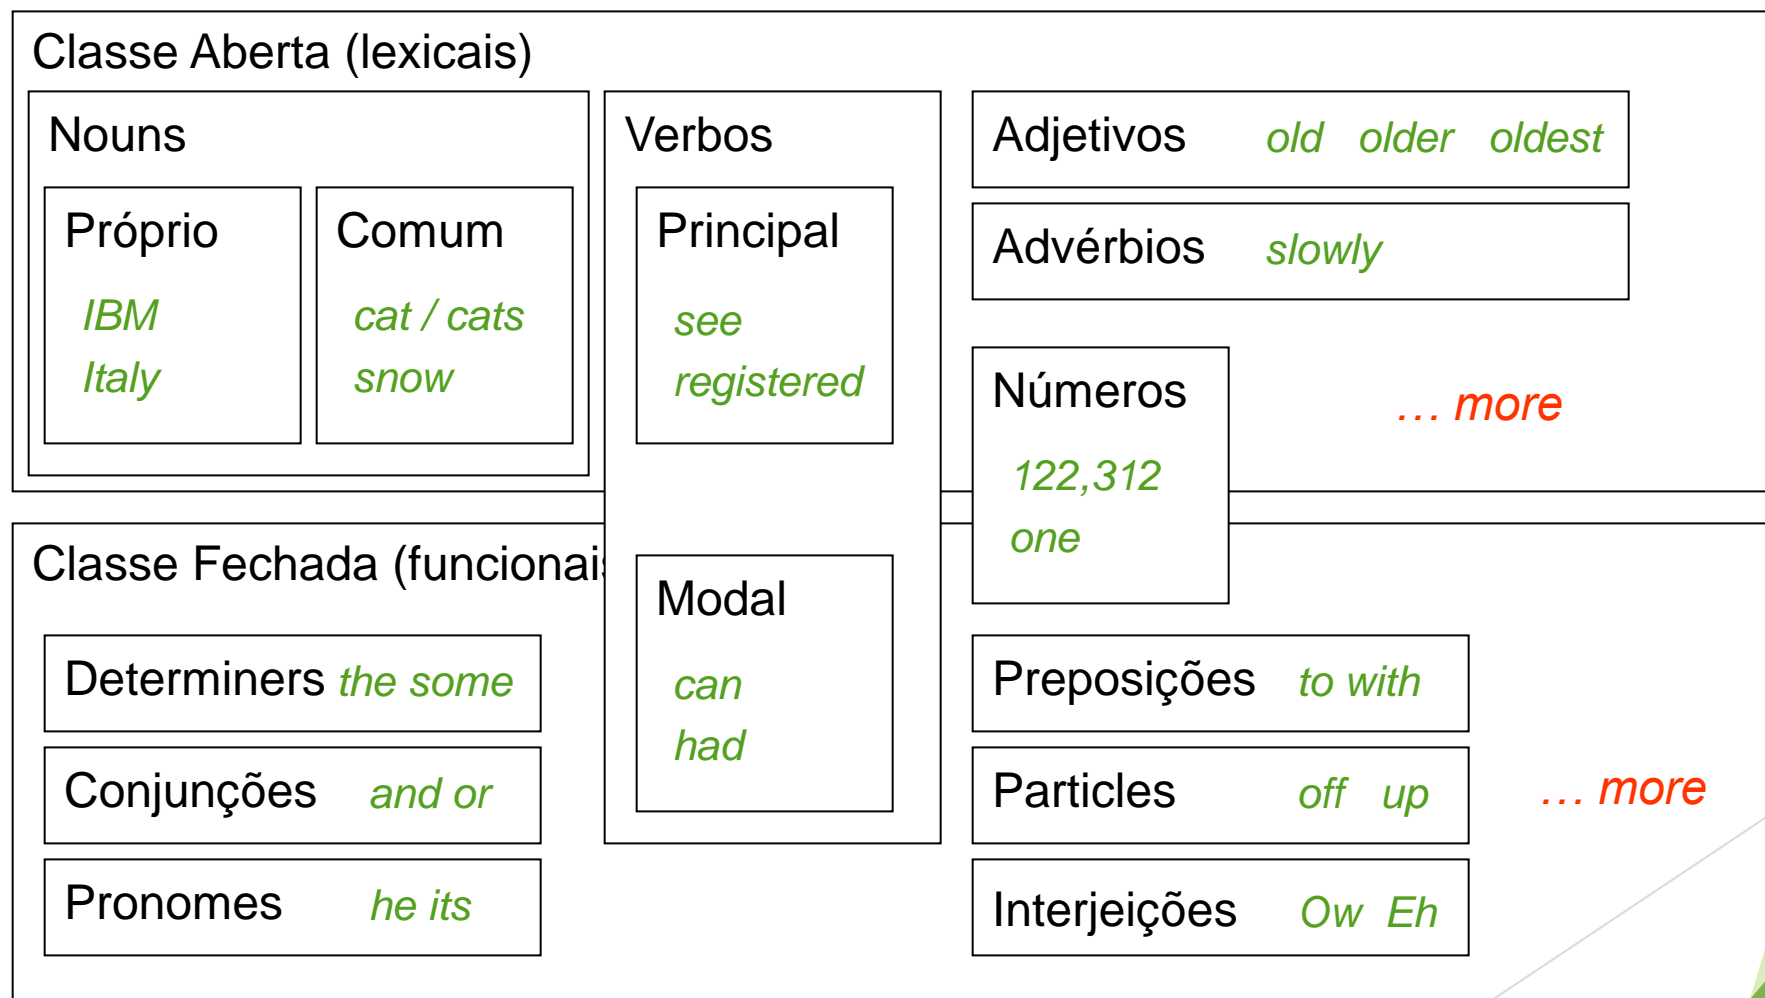 Classe Aberta (lexicais)
Nouns
Próprio
IBM
Italy
Comum
cat / cats
snow
Verbos
Principal
see
registered
Adjetivos old older oldest
Advérbios slowly
Números
122,312
one
… more
Classe Fechada (funcionais
Determiners the some
Conjunções and or
Pronomes he its
Modal
can
had
Preposições to with
Particles off up
Interjeições Ow Eh
… more